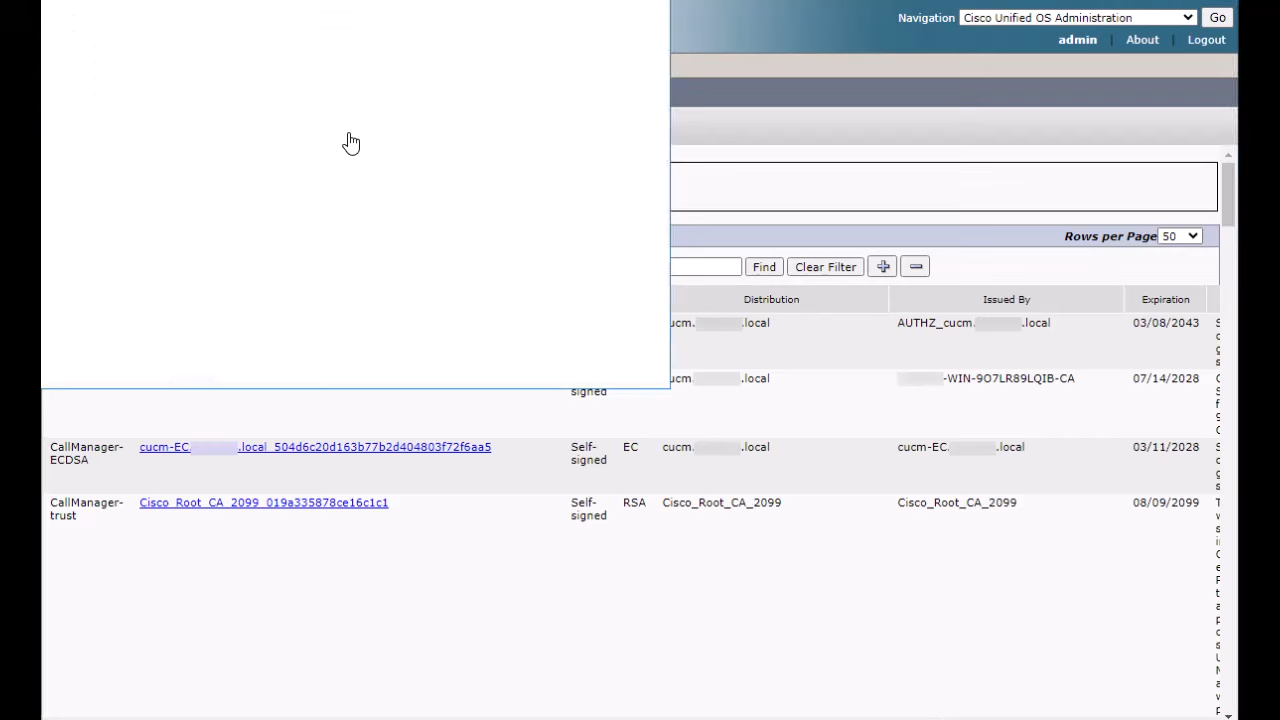 Navigation Cisco Unified OS Administration Go
admin | About | Logout
Rows per Page 50
Find Clear Filter
Distribution Issued By Expiration
ucm. .local AUTHZ_cucm. .local 03/08/2043
ucm. .local -WIN-9O7LR89LQIB-CA 07/14/2028
signed
CallManager- cucm-EC. .local_504d6c20d163b77b2d404803f72f6aa5 Self- EC cucm. .local cucm-EC. .local 03/11/2028
ECDSA signed
CallManager- Cisco_Root_CA_2099_019a335878ce16c1c1 Self- RSA Cisco_Root_CA_2099 Cisco_Root_CA_2099 08/09/2099
trust signed